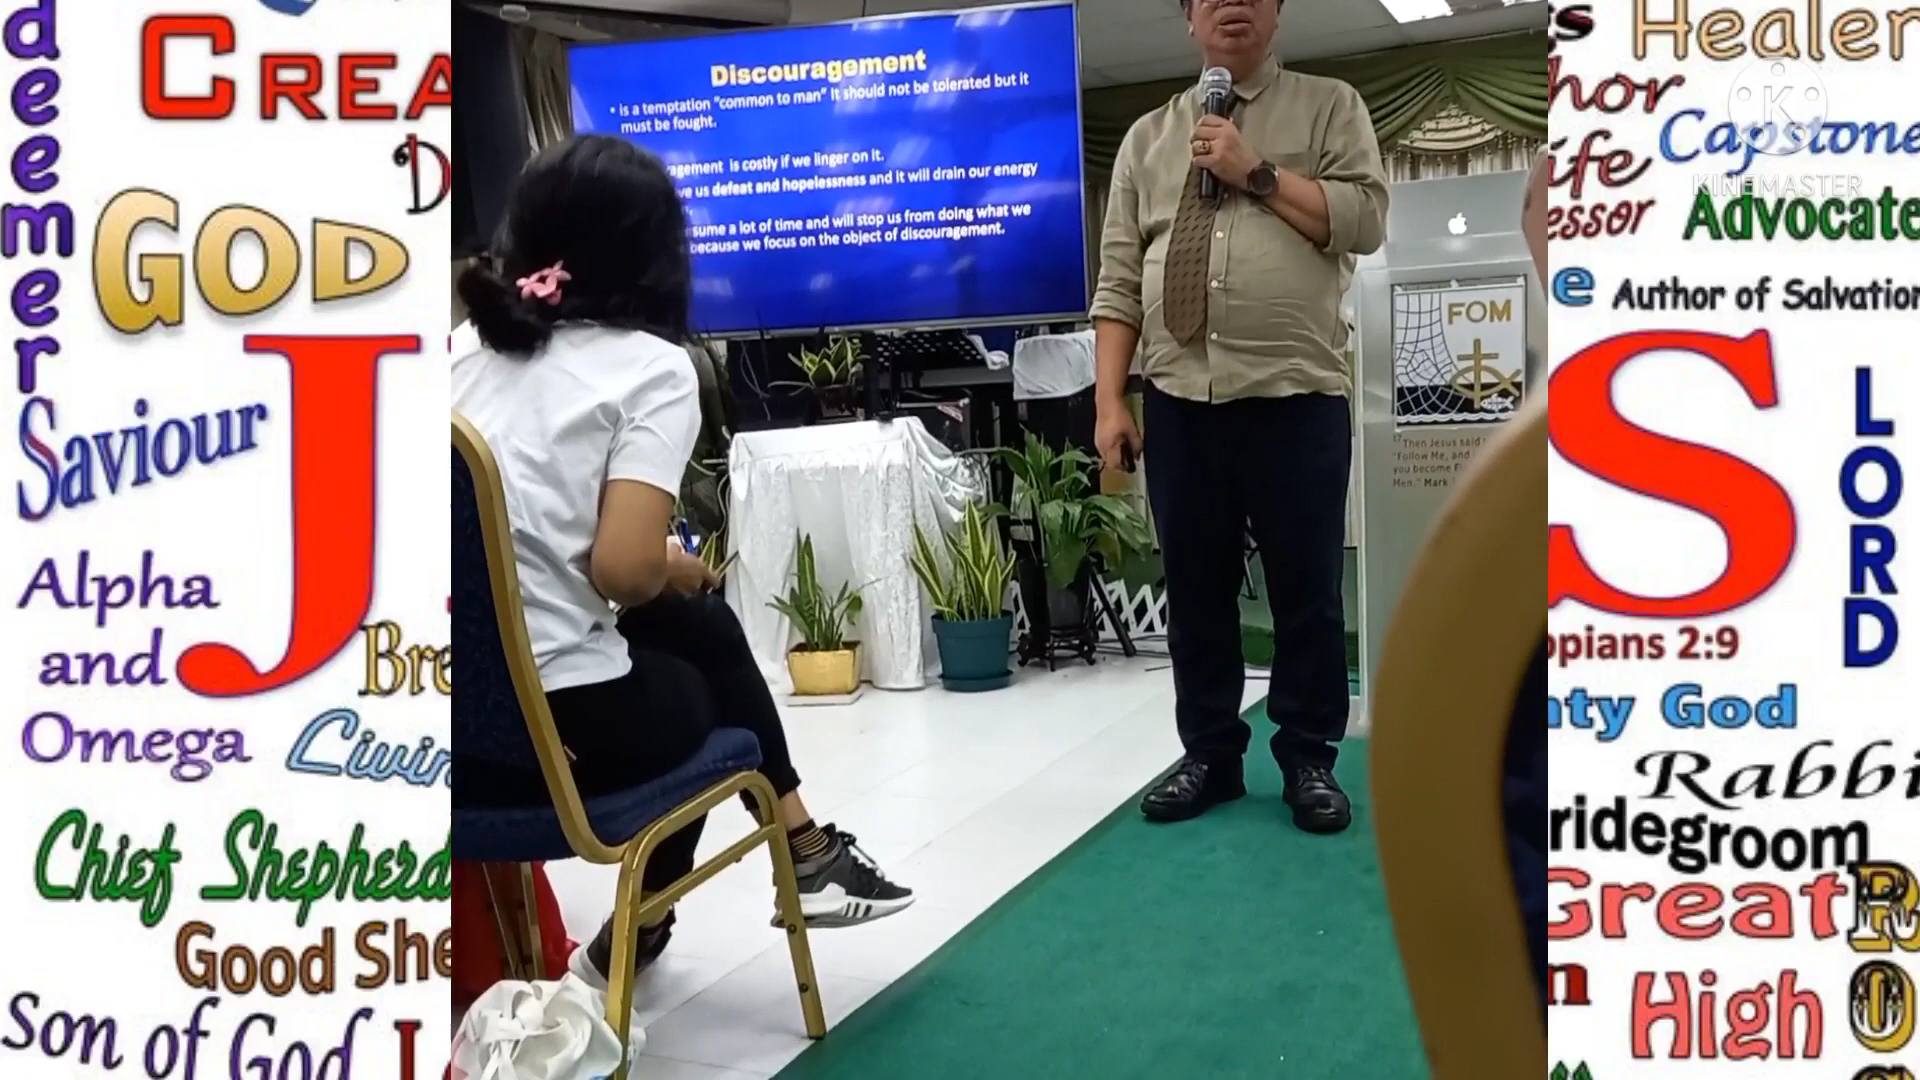 deemer
CREA
GOD
Saviour
J
Alpha
and
Omega
Chief Shepherd
Good She
Son of God
Discouragement
• is a temptation "common to man" It should not be tolerated but it
must be fought.
agement is costly if we linger on it.
ve us defeat and hopelessness and it will drain our energy
sume a lot of time and will stop us from doing what we
because we focus on the object of discouragement.
FOM
17 Then Jesus said
"Follow Me, and
you become
Men." Mark
Healer
hor
Capstone
ife
KINEMASTER
essor
Advocate
e Author of Salvation
S
LORD
ppians 2:9
hty God
Rabbi
ridegroom
Great
High